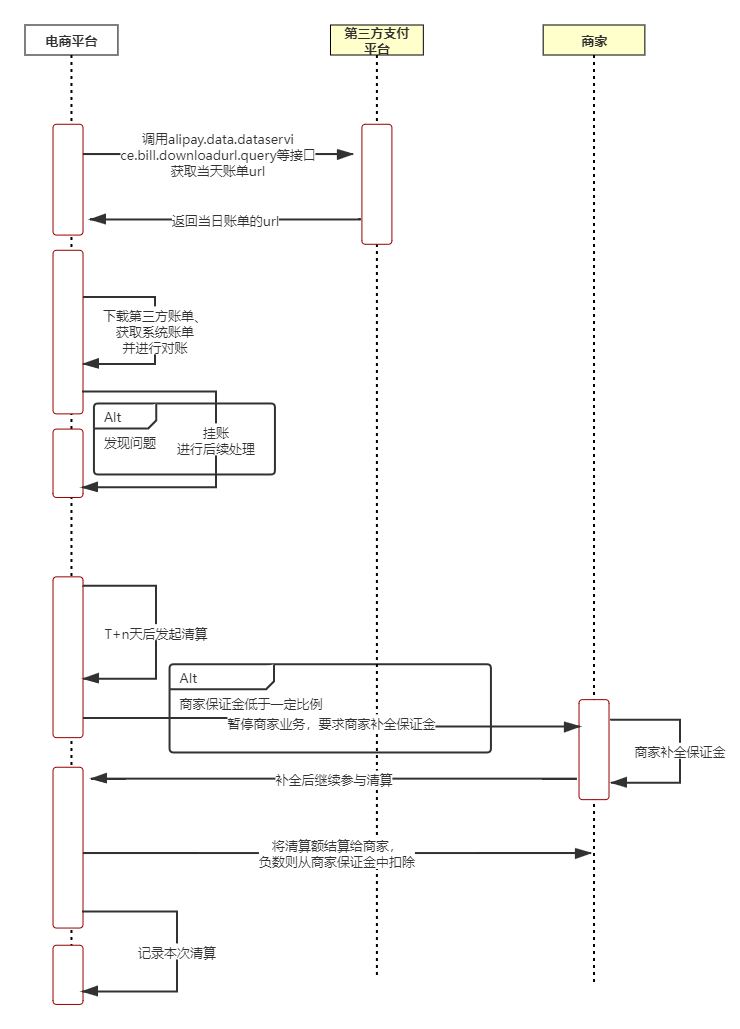 电商平台
第三方支付
平台
商家
调用alipay.data.dataservi
ce.bill.downloadurl.query等接口
获取当天账单url
返回当日账单的url
下载第三方账单、
获取系统账单
并进行对账
Alt
发现问题
挂账
进行后续处理
T+n天后发起清算
Alt
商家保证金低于一定比例
暂停商家业务，要求商家补全保证金
商家补全保证金
补全后继续参与清算
将清算额结算给商家，
负数则从商家保证金中扣除
记录本次清算